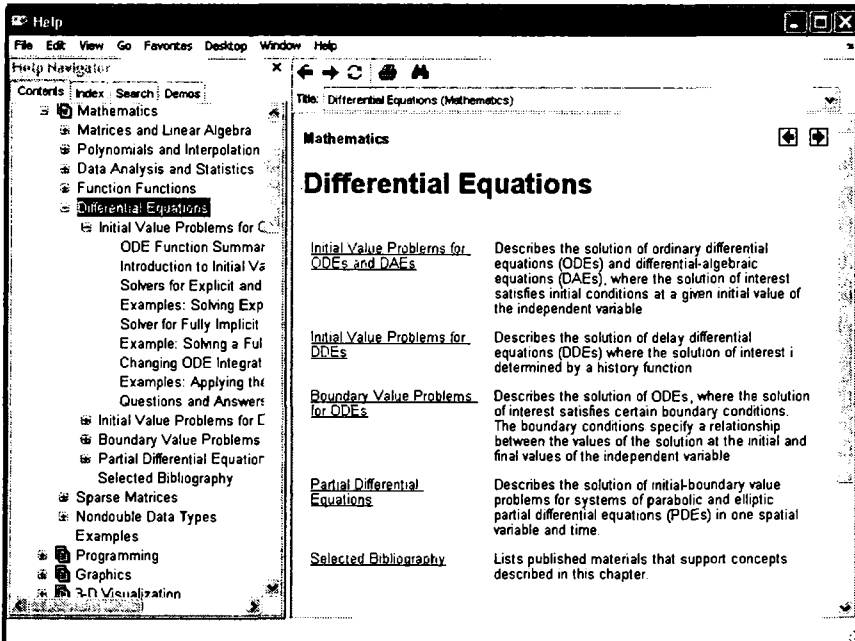 Help
File Edit View Go Favorites Desktop Window Help
Help Navigator
Contents Index Search Demos
Mathematics
Matrices and Linear Algebra
Polynomials and Interpolation
Data Analysis and Statistics
Function Functions
Differential Equations
Initial Value Problems for
ODE Function Summar
Introduction to Initial Va
Solvers for Explicit and
Examples: Solving Exp
Solver for Fully Implicit
Example: Solving a Ful
Changing ODE Integrat
Examples: Applying the
Questions and Answers
Initial Value Problems for D
Boundary Value Problems
Partial Differential Equation
Selected Bibliography
Sparse Matrices
Nondouble Data Types
Examples
Programming
Graphics
3-D Visualization
Title: Differential Equations (Mathematics)
Mathematics
Differential Equations
Initial Value Problems for
ODEs and DAEs
Describes the solution of ordinary differential
equations (ODEs) and differential-algebraic
equations (DAEs), where the solution of interest
satisfies initial conditions at a given initial value of
the independent variable
Initial Value Problems for
DDEs
Describes the solution of delay differential
equations (DDEs) where the solution of interest i
determined by a history function
Boundary Value Problems
for ODEs
Describes the solution of ODEs, where the solution
of interest satisfies certain boundary conditions.
The boundary conditions specify a relationship
between the values of the solution at the initial and
final values of the independent variable
Partial Differential
Equations
Describes the solution of initial-boundary value
problems for systems of parabolic and elliptic
partial differential equations (PDEs) in one spatial
variable and time.
Selected Bibliography
Lists published materials that support concepts
described in this chapter.